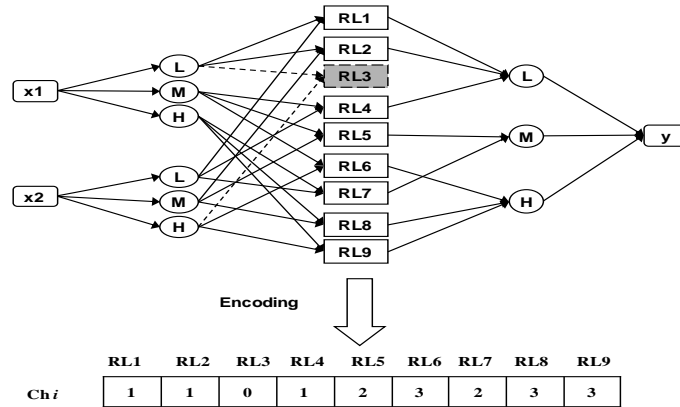 RL1
RL2
RL3
RL4
RL5
RL6
RL7
RL8
RL9
x1
L
M
H
x2
L
M
H
L
M
H
y
Encoding
RL1 RL2 RL3 RL4 RL5 RL6 RL7 RL8 RL9
Ch i 1 1 0 1 2 3 2 3 3